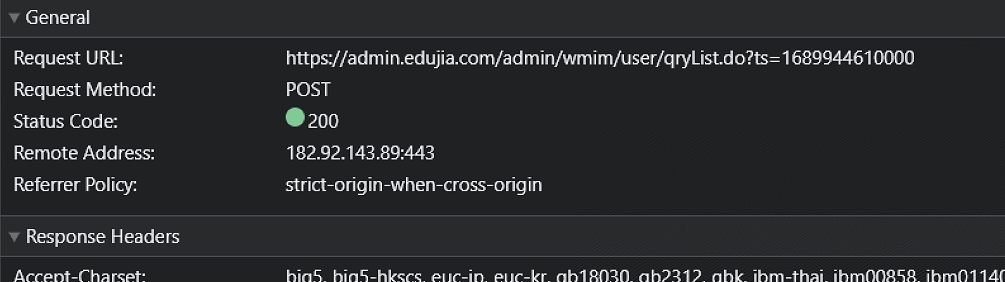 General
Request URL: https://admin.edujia.com/admin/wmim/user/qryList.do?ts=1689944610000
Request Method: POST
Status Code: 200
Remote Address: 182.92.143.89:443
Referrer Policy: strict-origin-when-cross-origin
Response Headers
Accept-Charset: big5, big5-hkscs, euc-jp, euc-kr, gb18030, gb2312, gbk, ibm-thai, ibm00858, ibm01140